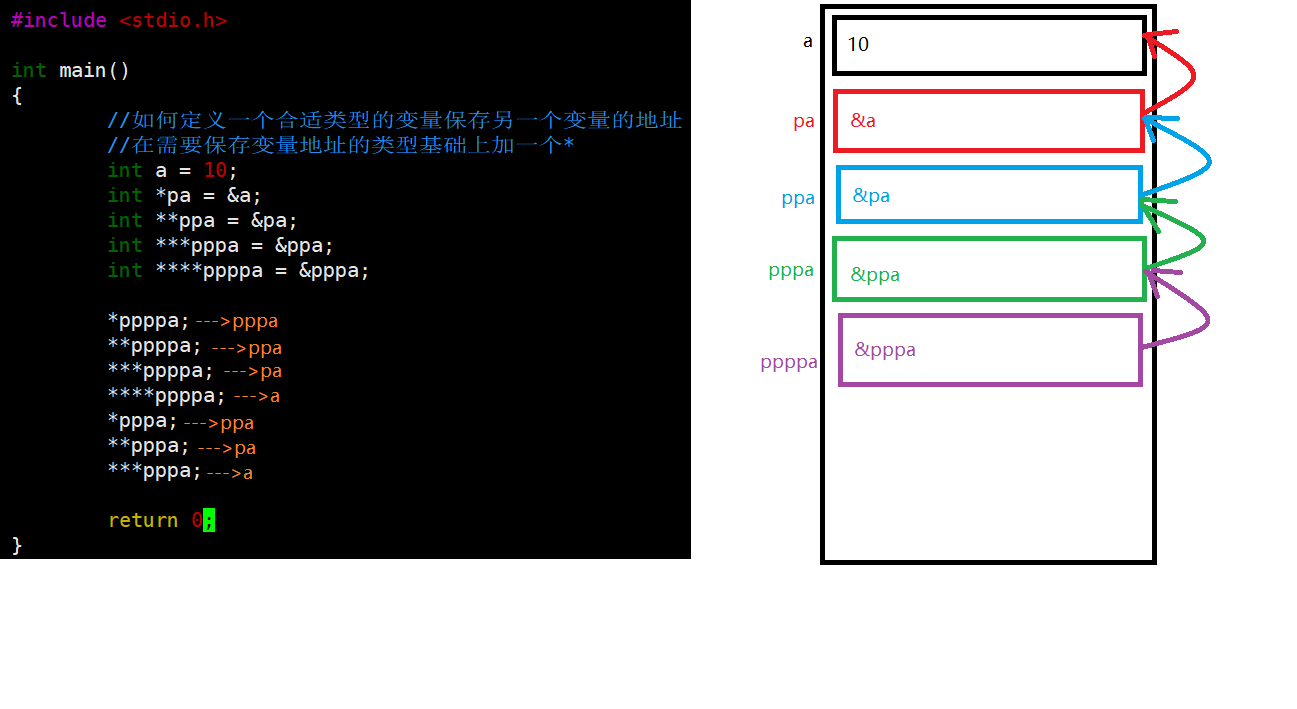 #include <stdio.h>
int main()
{
//如何定义一个合适类型的变量保存另一个变量的地址
//在需要保存变量地址的类型基础上加一个*
int a = 10;
int *pa = &a;
int **ppa = &pa;
int ***pppa = &ppa;
int ****ppppa = &pppa;
*ppppa; --->pppa
**ppppa; --->ppa
***ppppa; --->pa
****ppppa; --->a
*pppa; --->ppa
**pppa; --->pa
***pppa; --->a
return 0;
}
a 10
pa &a
ppa &pa
pppa &ppa
ppppa &pppa